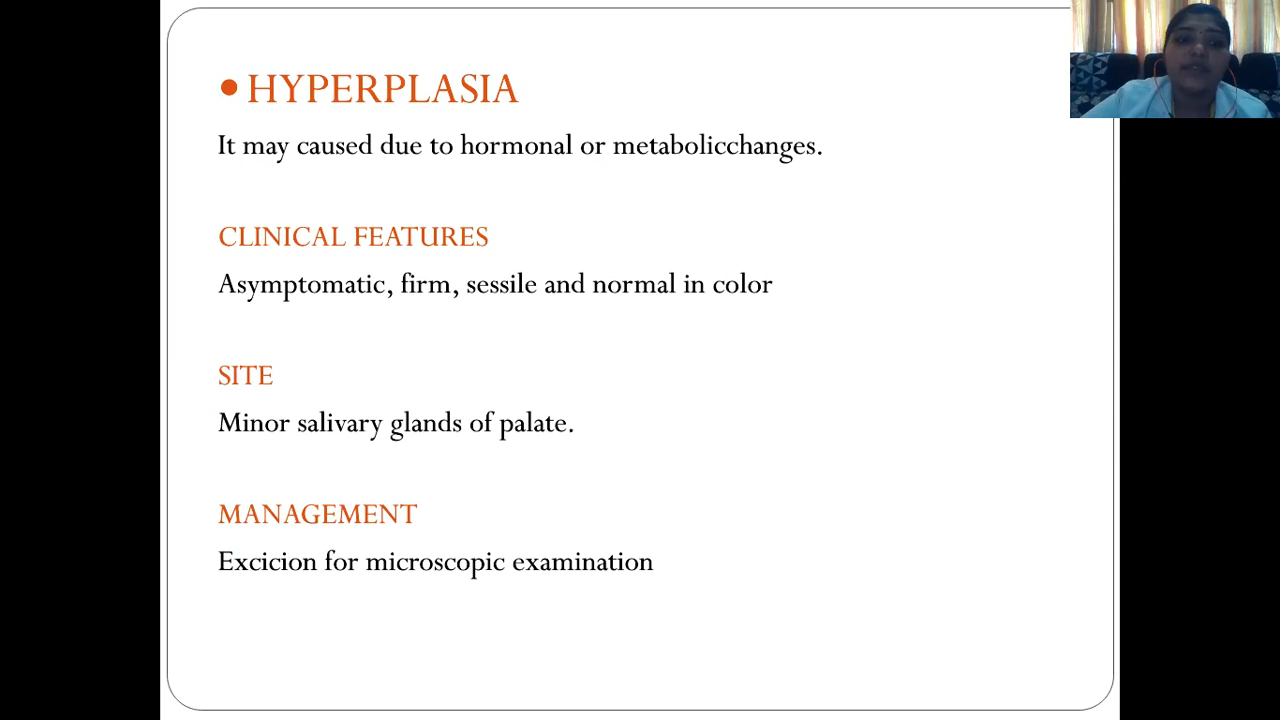 • HYPERPLASIA
It may caused due to hormonal or metabolicchanges.
CLINICAL FEATURES
Asymptomatic, firm, sessile and normal in color
SITE
Minor salivary glands of palate.
MANAGEMENT
Excicion for microscopic examination